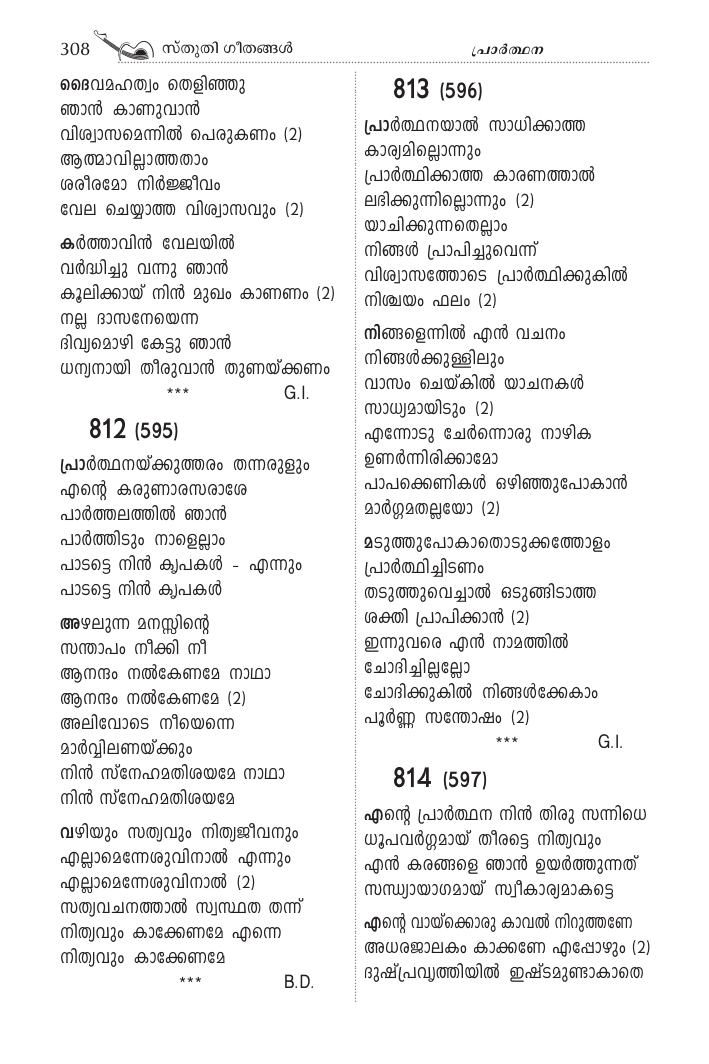 308 സ്തുതി ഗീതങ്ങൾ പ്രാർത്ഥന
ദൈവമഹത്വം തെളിഞ്ഞു
ഞാൻ കാണുവാൻ
വിശ്വാസമെന്നിൽ പെരുകണം (2)
ആത്മാവില്ലാത്തതാം
ശരീരമോ നിർജ്ജീവം
വേല ചെയ്യാത്ത വിശ്വാസവും (2)
കർത്താവിൻ വേലയിൽ
വർദ്ധിച്ചു വന്നു ഞാൻ
കൂലിക്കായ് നിൻ മുഖം കാണണം (2)
നല്ല ദാസനേയെന്ന
ദിവ്യമൊഴി കേട്ടു ഞാൻ
ധന്യനായി തീരുവാൻ തുണയ്ക്കണം
*** G.I.
812 (595)
പ്രാർത്ഥനയ്ക്കുത്തരം തന്നരുളും
എന്റെ കരുണാരസരാശേ
പാർത്തലത്തിൽ ഞാൻ
പാർത്തിടും നാളെല്ലാം
പാടട്ടെ നിൻ കൃപകൾ - എന്നും
പാടട്ടെ നിൻ കൃപകൾ
അഴലുന്ന മനസ്സിന്റെ
സന്താപം നീക്കി നീ
ആനന്ദം നൽകേണമേ നാഥാ
ആനന്ദം നൽകേണമേ (2)
അലിവോടെ നീയെന്നെ
മാർവ്വിലണയ്ക്കും
നിൻ സ്നേഹമതിശയമേ നാഥാ
നിൻ സ്നേഹമതിശയമേ
വഴിയും സത്യവും നിത്യജീവനും
എല്ലാമെന്നേശുവിനാൽ എന്നും
എല്ലാമെന്നേശുവിനാൽ (2)
സത്യവചനത്താൽ സ്വസ്ഥത തന്ന്
നിത്യവും കാക്കേണമേ എന്നെ
നിത്യവും കാക്കേണമേ
*** B.D.
813 (596)
പ്രാർത്ഥനയാൽ സാധിക്കാത്ത
കാര്യമില്ലൊന്നും
പ്രാർത്ഥിക്കാത്ത കാരണത്താൽ
ലഭിക്കുന്നില്ലൊന്നും (2)
യാചിക്കുന്നതെല്ലാം
നിങ്ങൾ പ്രാപിച്ചുവെന്ന്
വിശ്വാസത്തോടെ പ്രാർത്ഥിക്കുകിൽ
നിശ്ചയം ഫലം (2)
നിങ്ങളെന്നിൽ എൻ വചനം
നിങ്ങൾക്കുള്ളിലും
വാസം ചെയ്കിൽ യാചനകൾ
സാധ്യമായിടും (2)
എന്നോടു ചേർന്നൊരു നാഴിക
ഉണർന്നിരിക്കാമോ
പാപക്കെണികൾ ഒഴിഞ്ഞുപോകാൻ
മാർഗ്ഗമതല്ലയോ (2)
മടുത്തുപോകാതൊടുക്കത്തോളം
പ്രാർത്ഥിച്ചിടണം
തടുത്തുവെച്ചാൽ ഒടുങ്ങിടാത്ത
ശക്തി പ്രാപിക്കാൻ (2)
ഇന്നുവരെ എൻ നാമത്തിൽ
ചോദിച്ചില്ലല്ലോ
ചോദിക്കുകിൽ നിങ്ങൾക്കേകാം
പൂർണ്ണ സന്തോഷം (2)
*** G.I.
814 (597)
എന്റെ പ്രാർത്ഥന നിൻ തിരു സന്നിധെ
ധൂപവർഗ്ഗമായ് തീരട്ടെ നിത്യവും
എൻ കരങ്ങളെ ഞാൻ ഉയർത്തുന്നത്
സന്ധ്യായാഗമായ് സ്വീകാര്യമാകട്ടെ
എന്റെ വായ്ക്കൊരു കാവൽ നിറുത്തണേ
അധരജാലകം കാക്കണേ എപ്പോഴും (2)
ദുഷ്പ്രവൃത്തിയിൽ ഇഷ്ടമുണ്ടാകാതെ